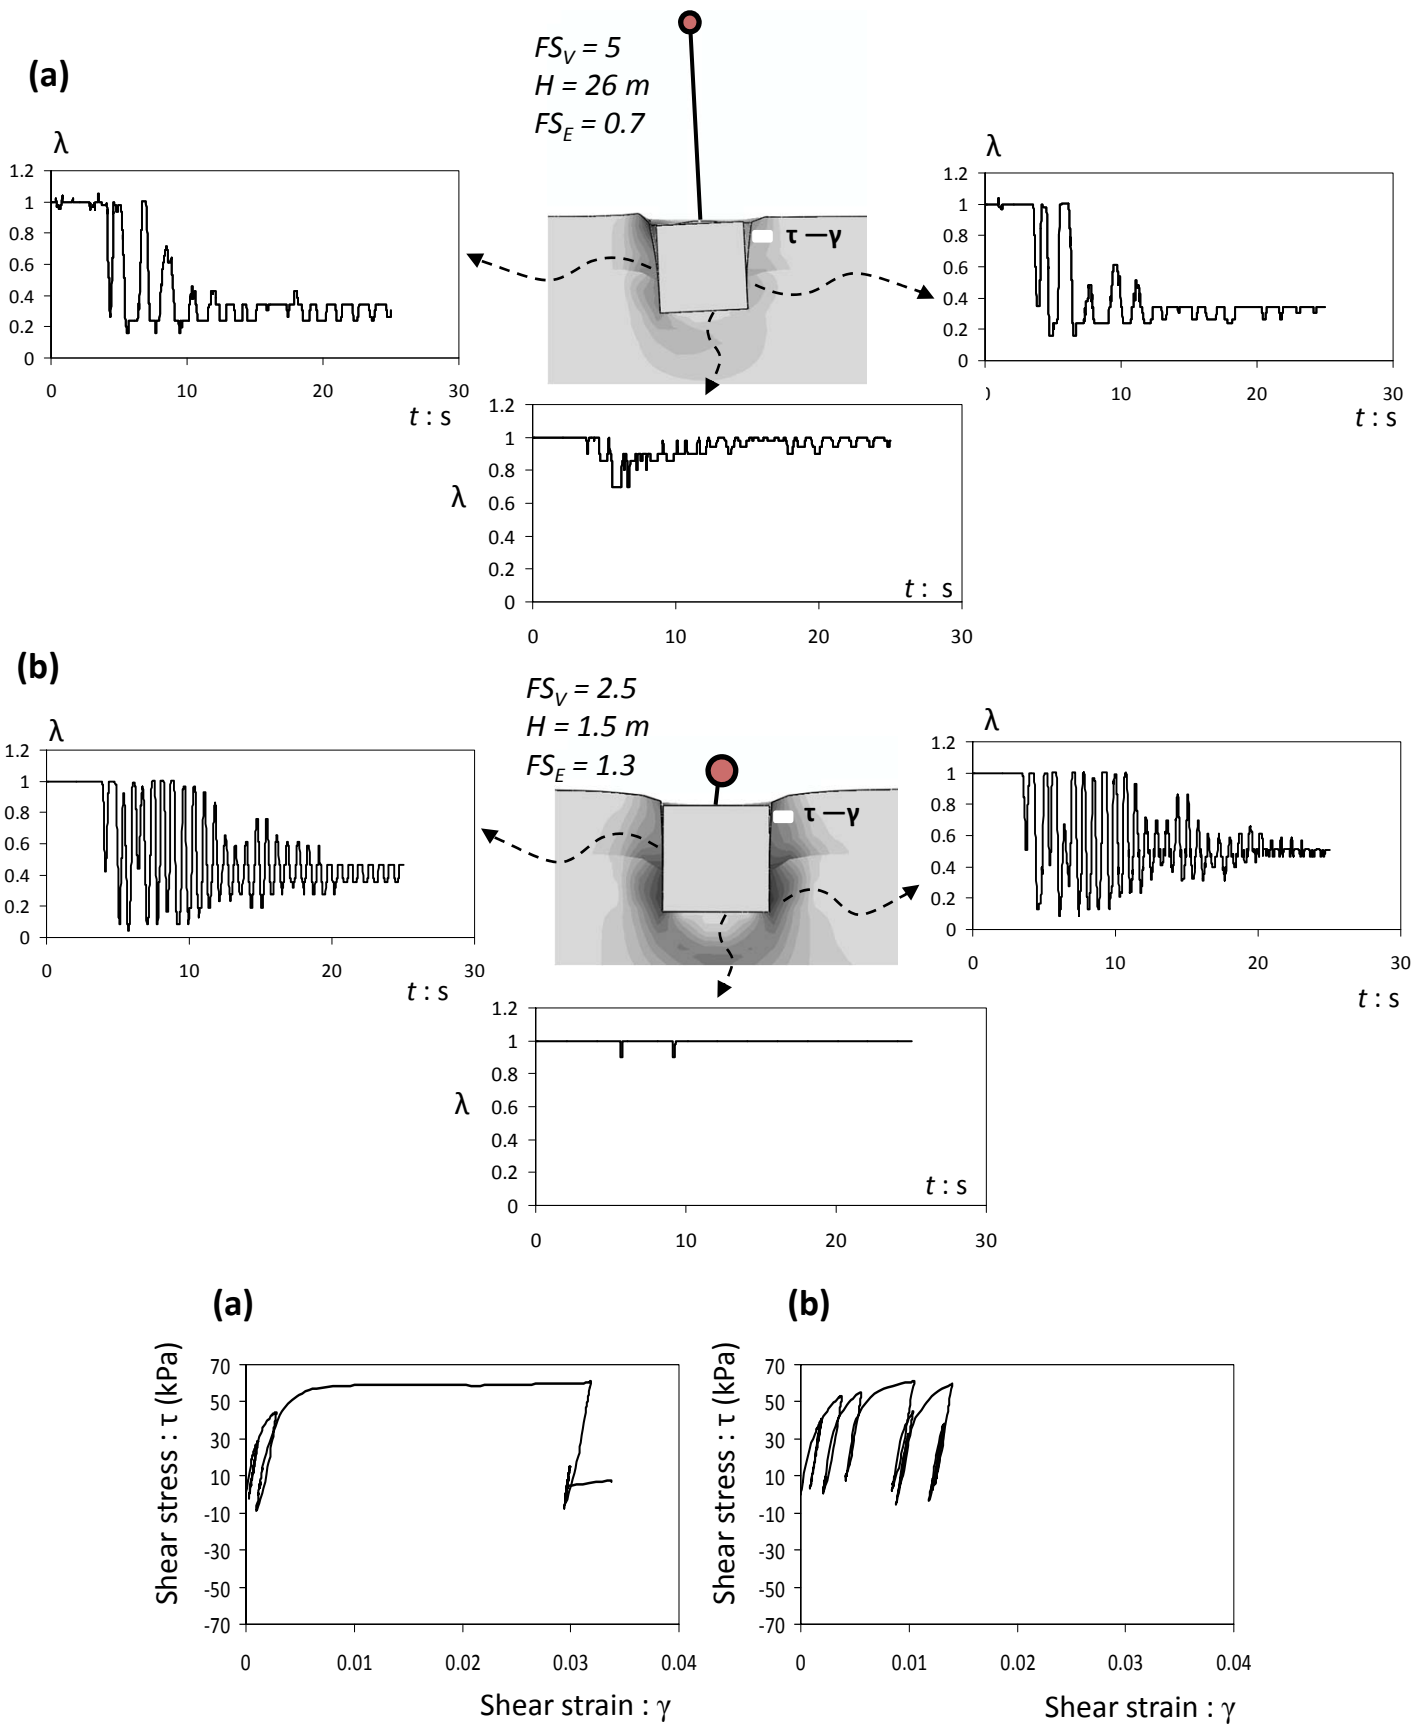 (a)
FS_V = 5
H = 26 m
FS_E = 0.7
λ
1.2
1
0.8
0.6
0.4
0.2
0
0 10 20 30
t : s
τ —γ
λ
1.2
1
0.8
0.6
0.4
0.2
0
10 20 30
t : s
1.2
1
0.8
0.6
0.4
0.2
0
λ
t : s
0 10 20 30
(b)
FS_V = 2.5
H = 1.5 m
FS_E = 1.3
λ
1.2
1
0.8
0.6
0.4
0.2
0
0 10 20 30
t : s
τ —γ
λ
1.2
1
0.8
0.6
0.4
0.2
0
0 10 20 30
t : s
1.2
1
0.8
0.6
0.4
0.2
0
λ
t : s
0 10 20 30
(a)
Shear stress : τ (kPa)
70
50
30
10
-10
-30
-50
-70
0 0.01 0.02 0.03 0.04
Shear strain : γ
(b)
Shear stress : τ (kPa)
70
50
30
10
-10
-30
-50
-70
0 0.01 0.02 0.03 0.04
Shear strain : γ